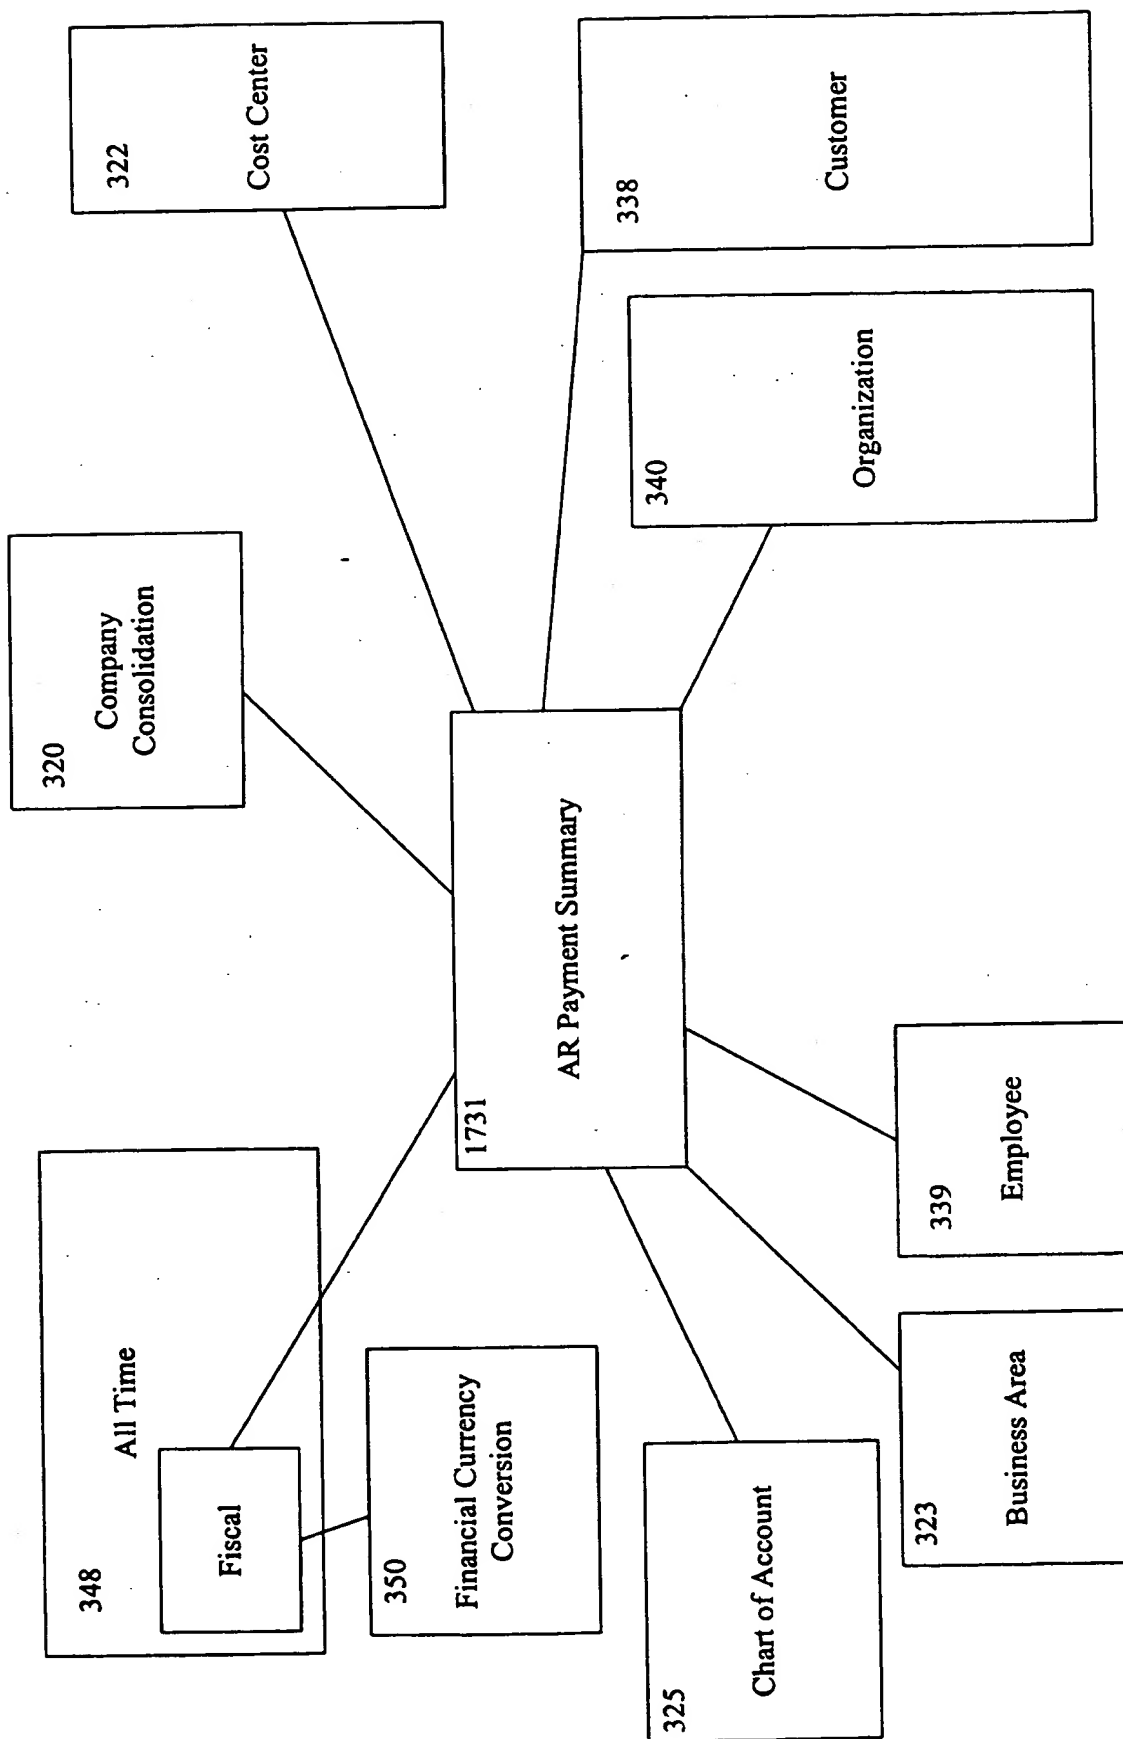 348
All Time
Fiscal
350
Financial Currency
Conversion
320
Company
Consolidation
322
Cost Center
1731
AR Payment Summary
325
Chart of Account
323
Business Area
339
Employee
340
Organization
338
Customer